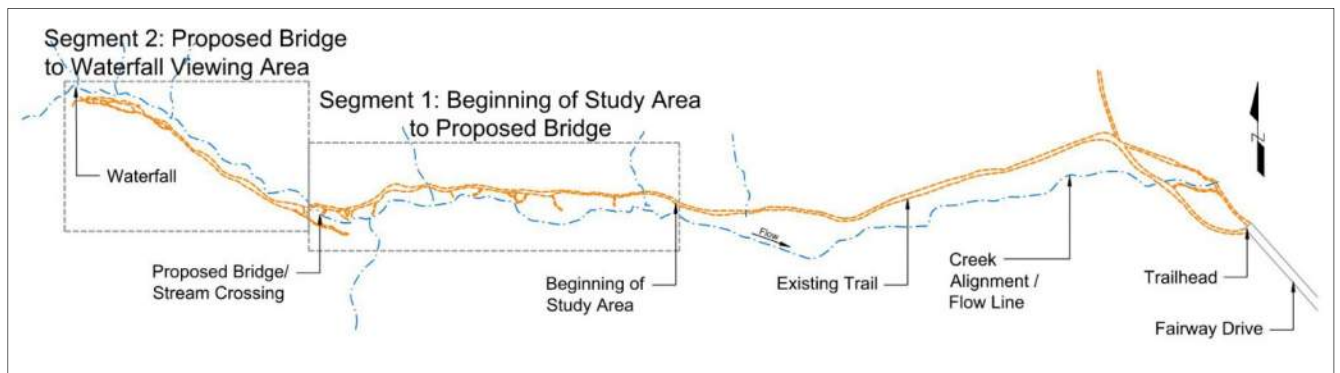 Segment 2: Proposed Bridge
to Waterfall Viewing Area
Segment 1: Beginning of Study Area
to Proposed Bridge
Waterfall
Proposed Bridge/
Stream Crossing
Beginning of
Study Area
Flow
Existing Trail
Creek
Alignment /
Flow Line
Trailhead
Fairway Drive
N